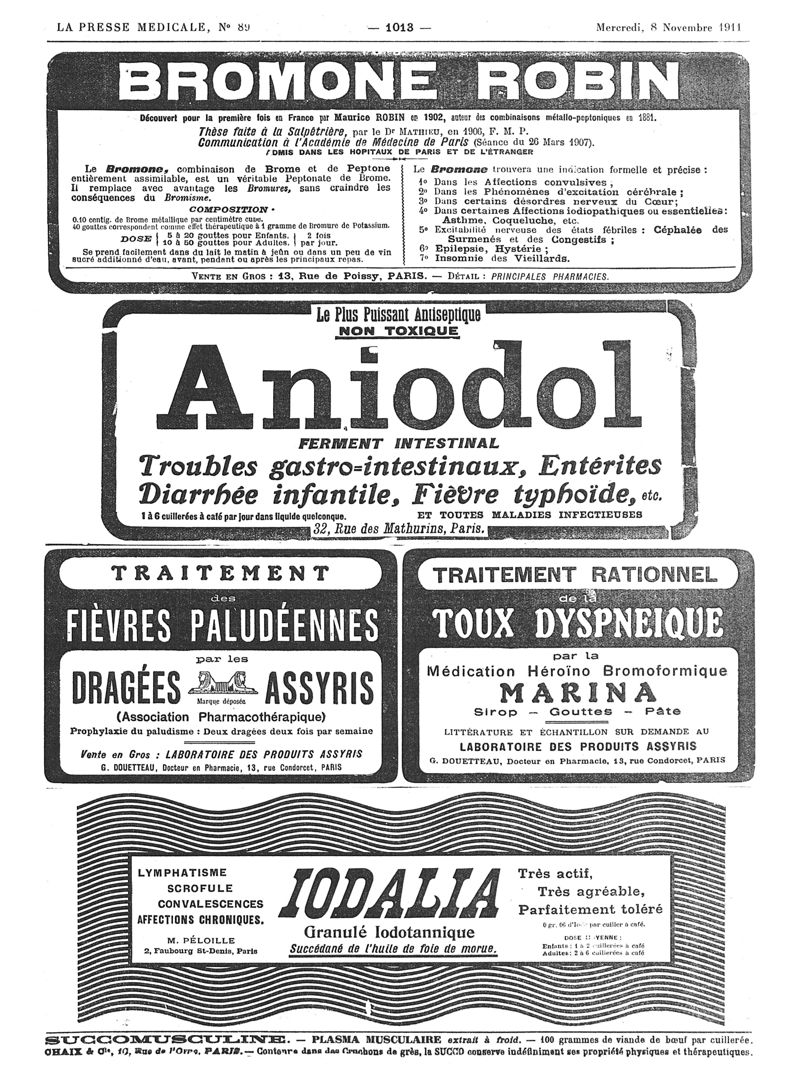 LA PRESSE MEDICALE, No 89 — 1013 — Mercredi, 8 Novembre 1911
BROMONE ROBIN
Découvert pour la première fois en France par Maurice ROBIN en 1902, auteur des combinaisons métallo-peptoniques en 1881.
Thèse faite à la Salpêtrière, par le Dr MATHIEU, en 1906, F. M. P.
Communication à l'Académie de Médecine de Paris (Séance du 26 Mars 1907).
ADMIS DANS LES HOPITAUX DE PARIS ET DE L'ÉTRANGER
Le Bromone, combinaison de Brome et de Peptone
entièrement assimilable, est un véritable Peptonate de Brome.
Il remplace avec avantage les Bromures, sans craindre les
conséquences du Bromisme.
COMPOSITION
0.10 centig. de Brome métallique par centimètre cube.
40 gouttes correspondent comme effet thérapeutique à 1 gramme de Bromure de Potassium.
DOSE { 5 à 20 gouttes pour Enfants. } 2 fois
{ 10 à 50 gouttes pour Adultes. } par jour.
Se prend facilement dans du lait le matin à jeûn ou dans un peu de vin
sucré additionné d'eau, avant, pendant ou après les principaux repas.
Le Bromone trouvera une indication formelle et précise :
1o Dans les Affections convulsives,
2o Dans les Phénomènes d'excitation cérébrale ;
3o Dans certains désordres nerveux du Cœur;
4o Dans certaines Affections idiopathiques ou essentielles:
Asthme, Coqueluche, etc.
5o Excitabilité nerveuse des états fébriles : Céphalée des
Surmenés et des Congestifs ;
6o Epilepsie, Hystérie ;
7o Insomnie des Vieillards.
VENTE EN GROS : 13, Rue de Poissy, PARIS. — DÉTAIL : PRINCIPALES PHARMACIES.
Le Plus Puissant Antiseptique
NON TOXIQUE
Aniodol
FERMENT INTESTINAL
Troubles gastro=intestinaux, Entérites
Diarrhée infantile, Fièvre typhoïde, etc.
1 à 6 cuillerées à café par jour dans liquide quelconque. ET TOUTES MALADIES INFECTIEUSES
32, Rue des Mathurins, Paris.
TRAITEMENT
des
FIÈVRES PALUDÉENNES
par les
DRAGÉES ASSYRIS
Marque déposée
(Association Pharmacothérapique)
Prophylaxie du paludisme : Deux dragées deux fois par semaine
Vente en Gros : LABORATOIRE DES PRODUITS ASSYRIS
G. DOUETTEAU, Docteur en Pharmacie, 13, rue Condorcet, PARIS
TRAITEMENT RATIONNEL
de la
TOUX DYSPNEIQUE
par la
Médication Héroïno Bromoformique
MARINA
Sirop — Gouttes — Pâte
LITTÉRATURE ET ÉCHANTILLON SUR DEMANDE AU
LABORATOIRE DES PRODUITS ASSYRIS
G. DOUETTEAU, Docteur en Pharmacie, 13, rue Condorcet, PARIS
LYMPHATISME
SCROFULE
CONVALESCENCES
AFFECTIONS CHRONIQUES.
M. PÉLOILLE
2, Faubourg St-Denis, Paris
IODALIA
Granulé Iodotannique
Succédané de l'huile de foie de morue.
Très actif,
Très agréable,
Parfaitement toléré
0 gr. 06 d'Iode par cuiller à café.
DOSE MOYENNE :
Enfants : 1 à 2 cuillerées à café
Adultes : 2 à 6 cuillerées à café
SUCCOMUSCULINE. — PLASMA MUSCULAIRE extrait à froid. — 100 grammes de viande de bœuf par cuillerée.
CHAIX & Cie, 10, Rue de l'Orne, PARIS. — Contenu dans des Cruchons de grès, la SUCCO conserve indéfiniment ses propriété physiques et thérapeutiques.